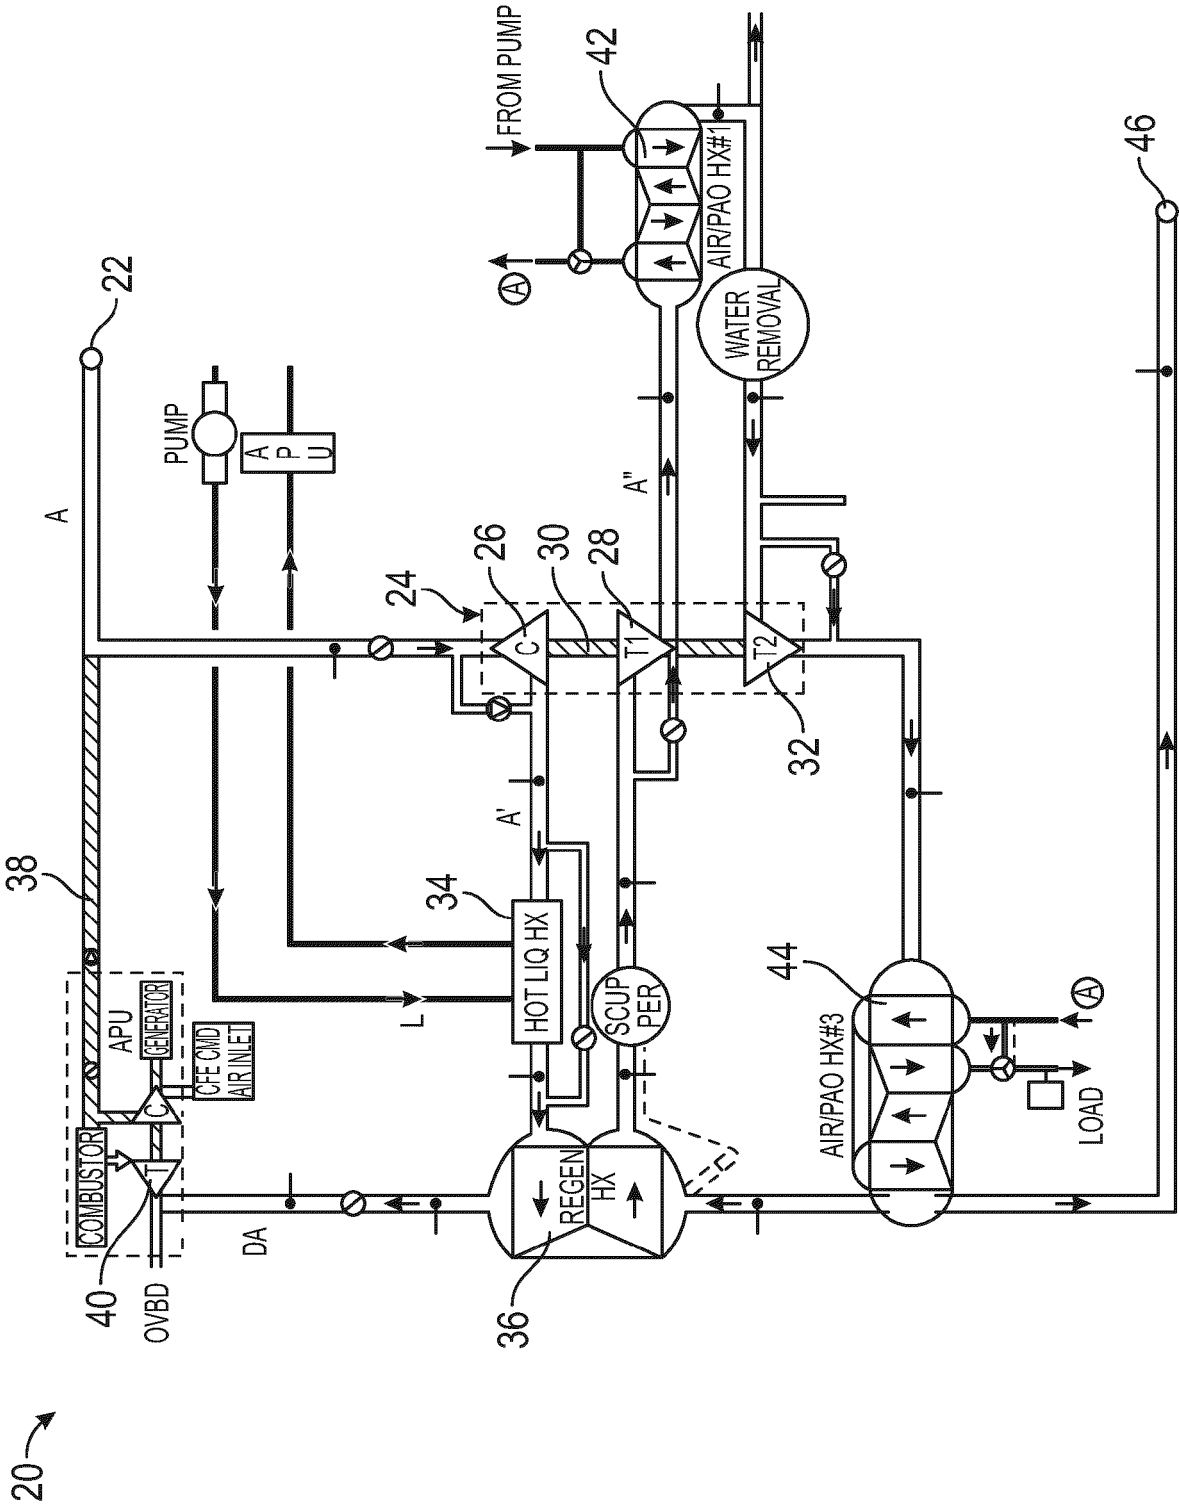 20
38
22
A
PUMP
A
P
U
COMBUSTOR
APU
GENERATOR
CFE CMD
AIR INLET
C
T
40
OVBD
DA
L
34
HOT LIQ HX
A'
24
26
C
30
28
T1
T2
32
A"
FROM PUMP
A
42
AIR/PAO HX#1
WATER
REMOVAL
SCUP
PER
REGEN
HX
36
44
AIR/PAO HX#3
A
LOAD
46